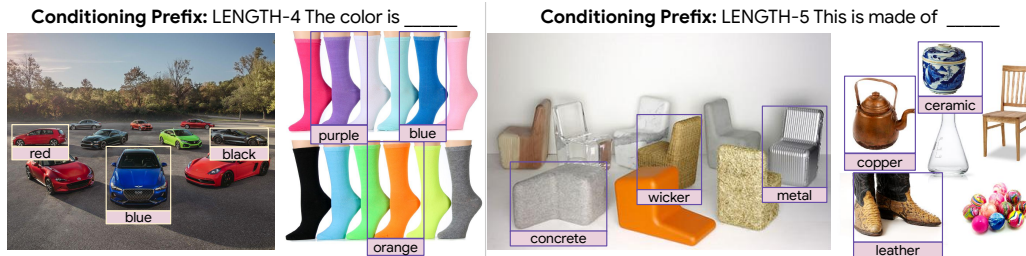 Conditioning Prefix: LENGTH-4 The color is ______
Conditioning Prefix: LENGTH-5 This is made of ______
red
black
blue
purple
blue
orange
concrete
wicker
metal
ceramic
copper
leather